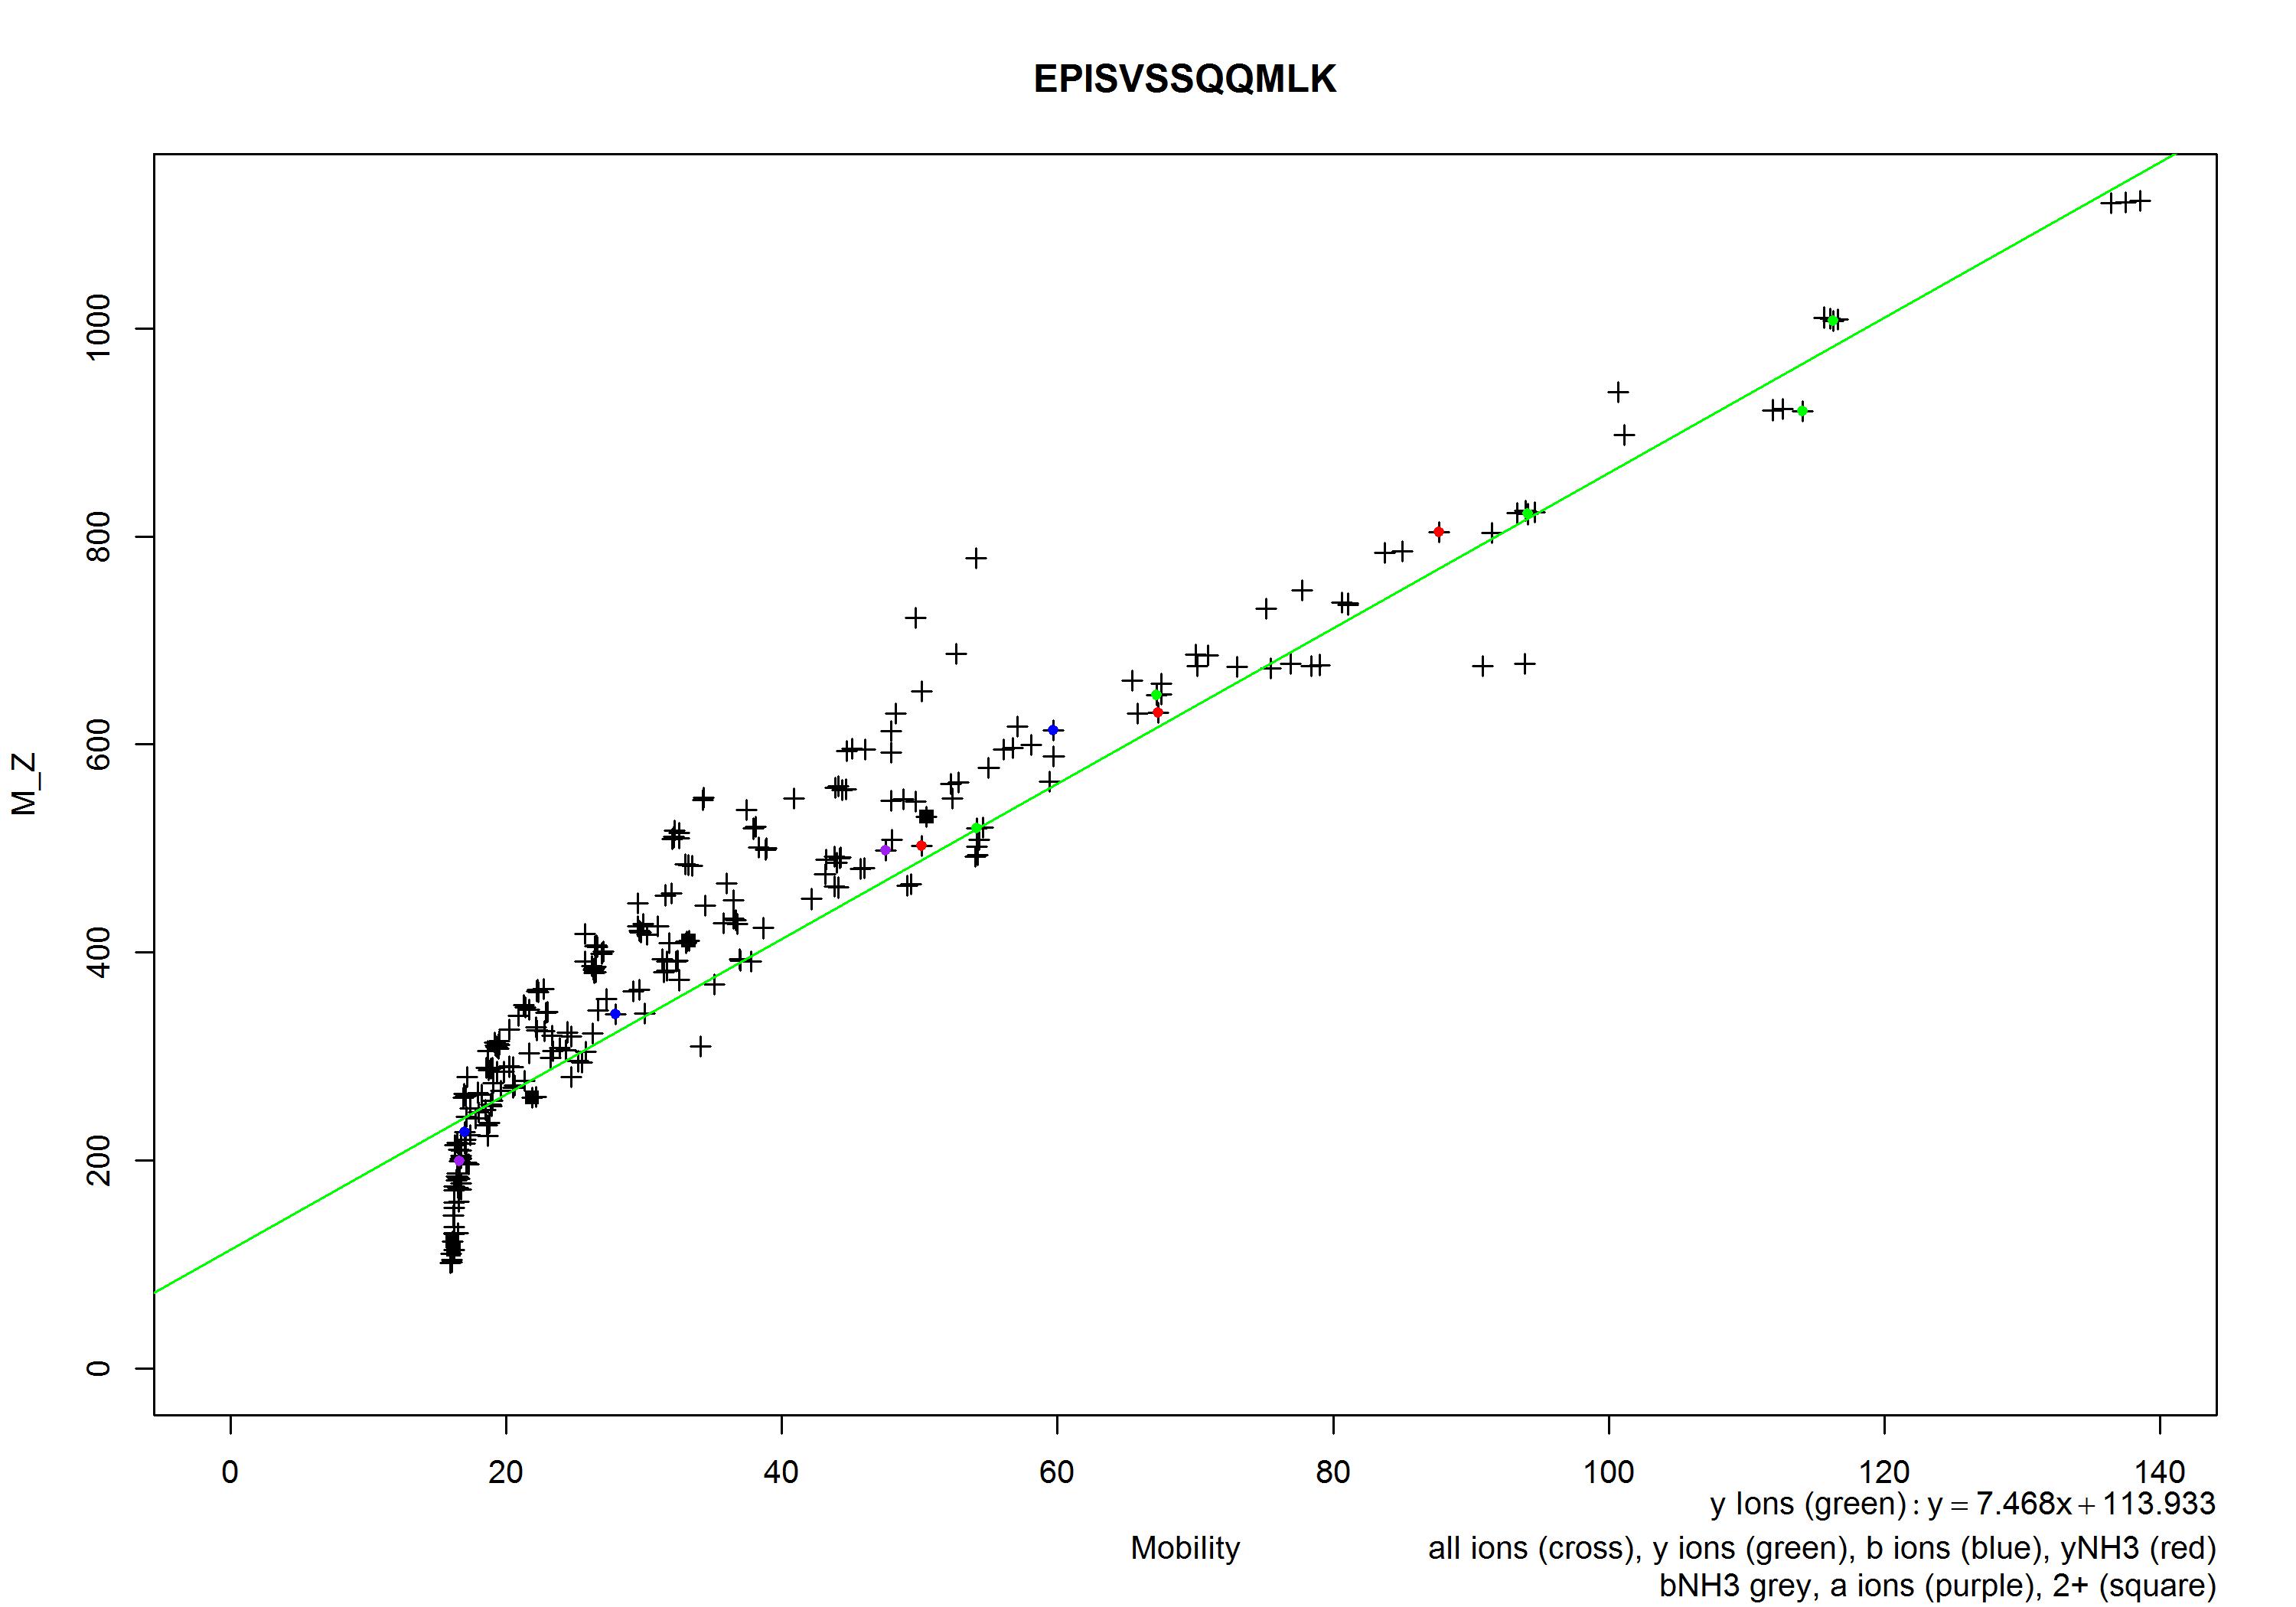 EPISVSSQQMLK
M_Z
1000
800
600
400
200
0
0 20 40 60 80 100 120 140
y Ions (green) : y = 7.468x + 113.933
Mobility
all ions (cross), y ions (green), b ions (blue), yNH3 (red)
bNH3 grey, a ions (purple), 2+ (square)